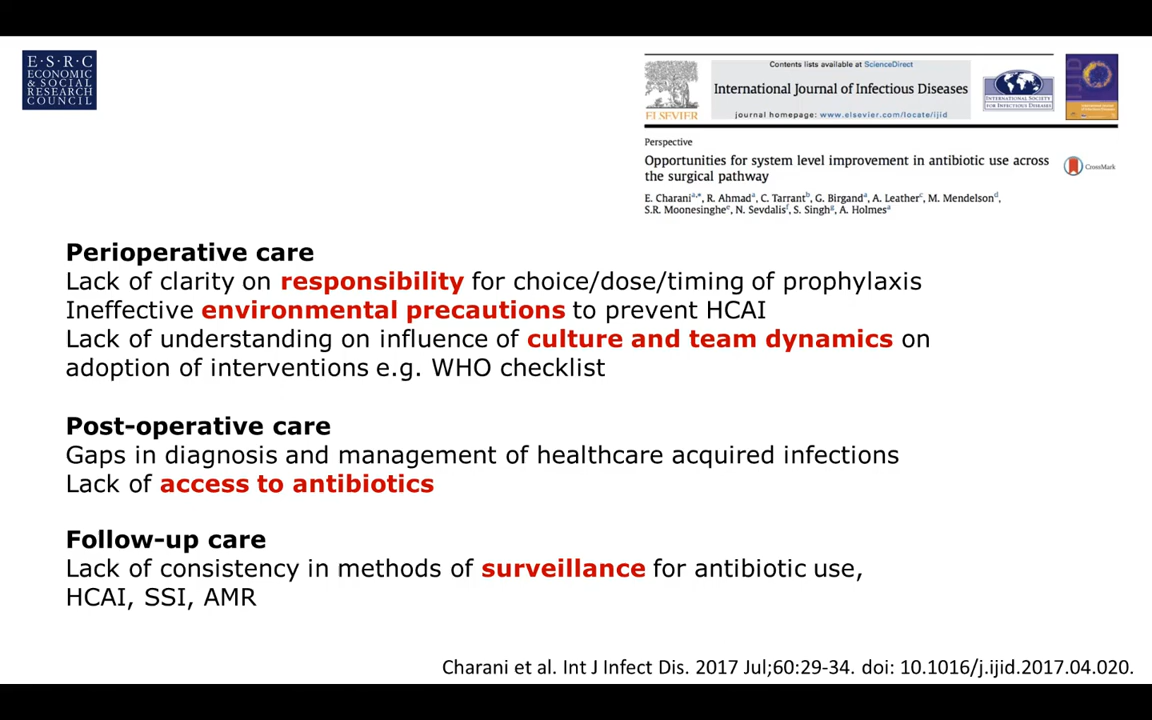 E·S·R·C
ECONOMIC
& SOCIAL
RESEARCH
COUNCIL
Contents lists available at ScienceDirect
International Journal of Infectious Diseases
journal homepage: www.elsevier.com/locate/ijid
ELSEVIER
INTERNATIONAL SOCIETY
FOR INFECTIOUS DISEASES
IJID
Perspective
Opportunities for system level improvement in antibiotic use across
the surgical pathway
CrossMark
E. Charani a,*, R. Ahmad a, C. Tarrant b, G. Birgand a, A. Leather c, M. Mendelson d,
S.R. Moonesinghe e, N. Sevdalis f, S. Singh g, A. Holmes a
Perioperative care
Lack of clarity on responsibility for choice/dose/timing of prophylaxis
Ineffective environmental precautions to prevent HCAI
Lack of understanding on influence of culture and team dynamics on
adoption of interventions e.g. WHO checklist
Post-operative care
Gaps in diagnosis and management of healthcare acquired infections
Lack of access to antibiotics
Follow-up care
Lack of consistency in methods of surveillance for antibiotic use,
HCAI, SSI, AMR
Charani et al. Int J Infect Dis. 2017 Jul;60:29-34. doi: 10.1016/j.ijid.2017.04.020.